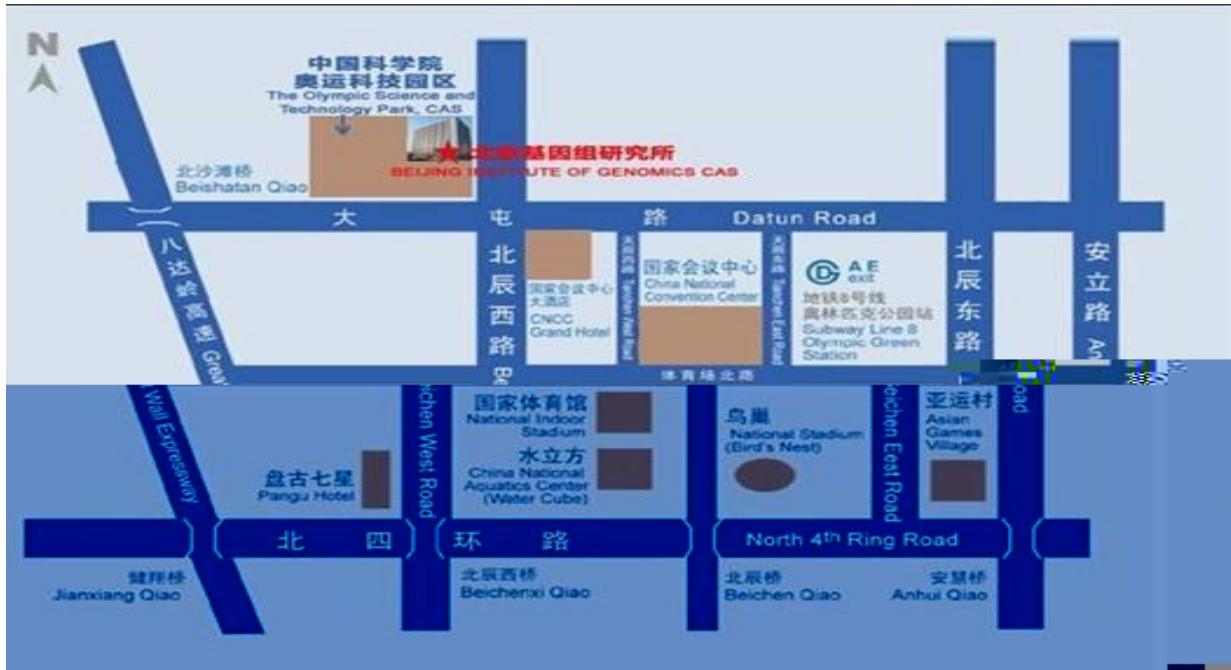 N
中国科学院
奥运科技园区
The Olympic Science and
Technology Park, CAS
北京基因组研究所
BEIJING INSTITUTE OF GENOMICS CAS
北沙滩桥
Beishatan Qiao
大 屯 路 Datun Road
八达岭高速 Great
Wall Expressway
北辰西路 Be
eichen West Road
国家会议中心
大酒店
CNCC
Grand Hotel
天辰西路 Tianchen West Road
国家会议中心
China National
Convention Center
天辰东路 Tianchen East Road
A E
exit
地铁8号线
奥林匹克公园站
Subway Line 8
Olympic Green
Station
北辰东路
eichen Eest Road
安立路 An
Road
体育场北路
国家体育馆
National Indoor
Stadium
水立方
China National
Aquatics Center
(Water Cube)
鸟巢
National Stadium
(Bird's Nest)
亚运村
Asian
Games
Village
盘古七星
Pangu Hotel
北 四 环 路 North 4th Ring Road
健翔桥
Jianxiang Qiao
北辰西桥
Beichenxi Qiao
北辰桥
Beichen Qiao
安慧桥
Anhui Qiao